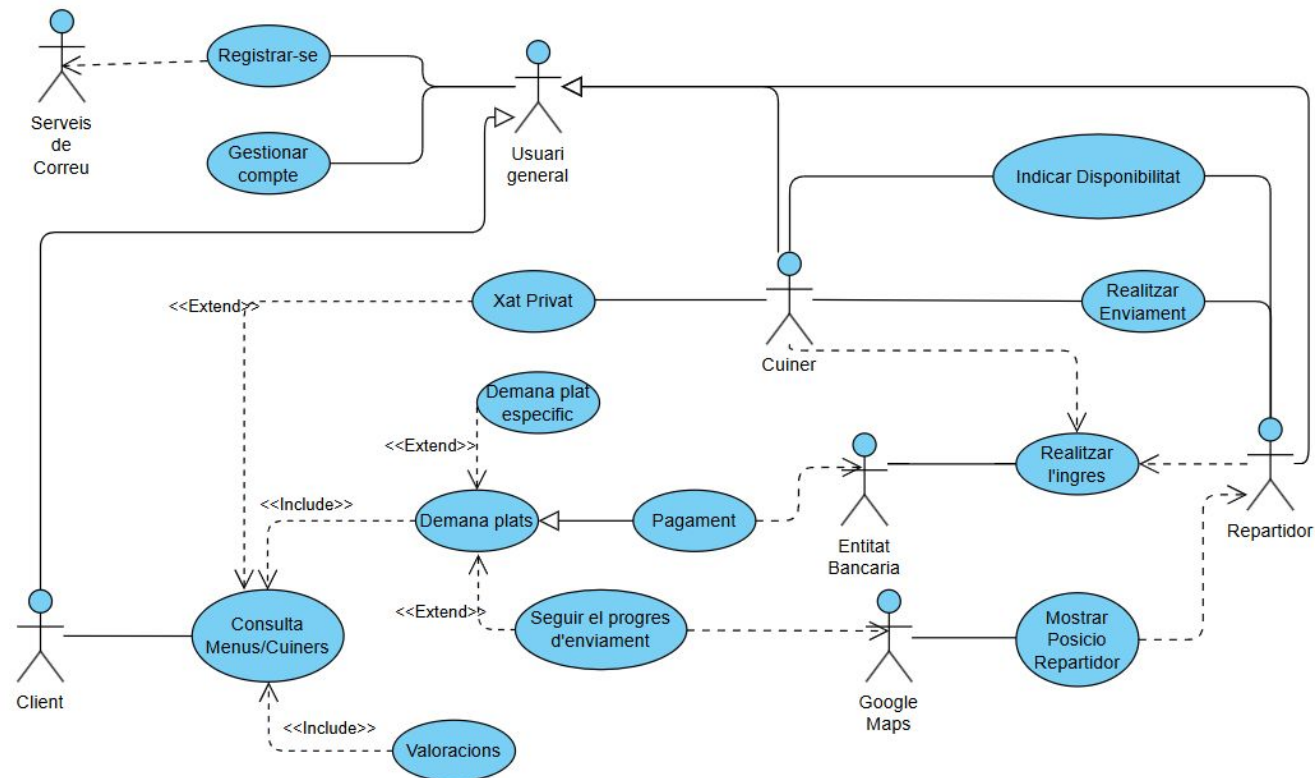 Registrar-se
Serveis
de
Correu
Gestionar
compte
Usuari
general
Indicar Disponibilitat
<<Extend>>
Xat Privat
Cuiner
Realitzar
Enviament
Demana plat
especific
<<Extend>>
<<Include>>
Demana plats
Pagament
Entitat
Bancaria
Realitzar
l'ingres
Repartidor
Client
Consulta
Menus/Cuiners
<<Extend>>
Seguir el progres
d'enviament
Google
Maps
Mostrar
Posicio
Repartidor
<<Include>>
Valoracions